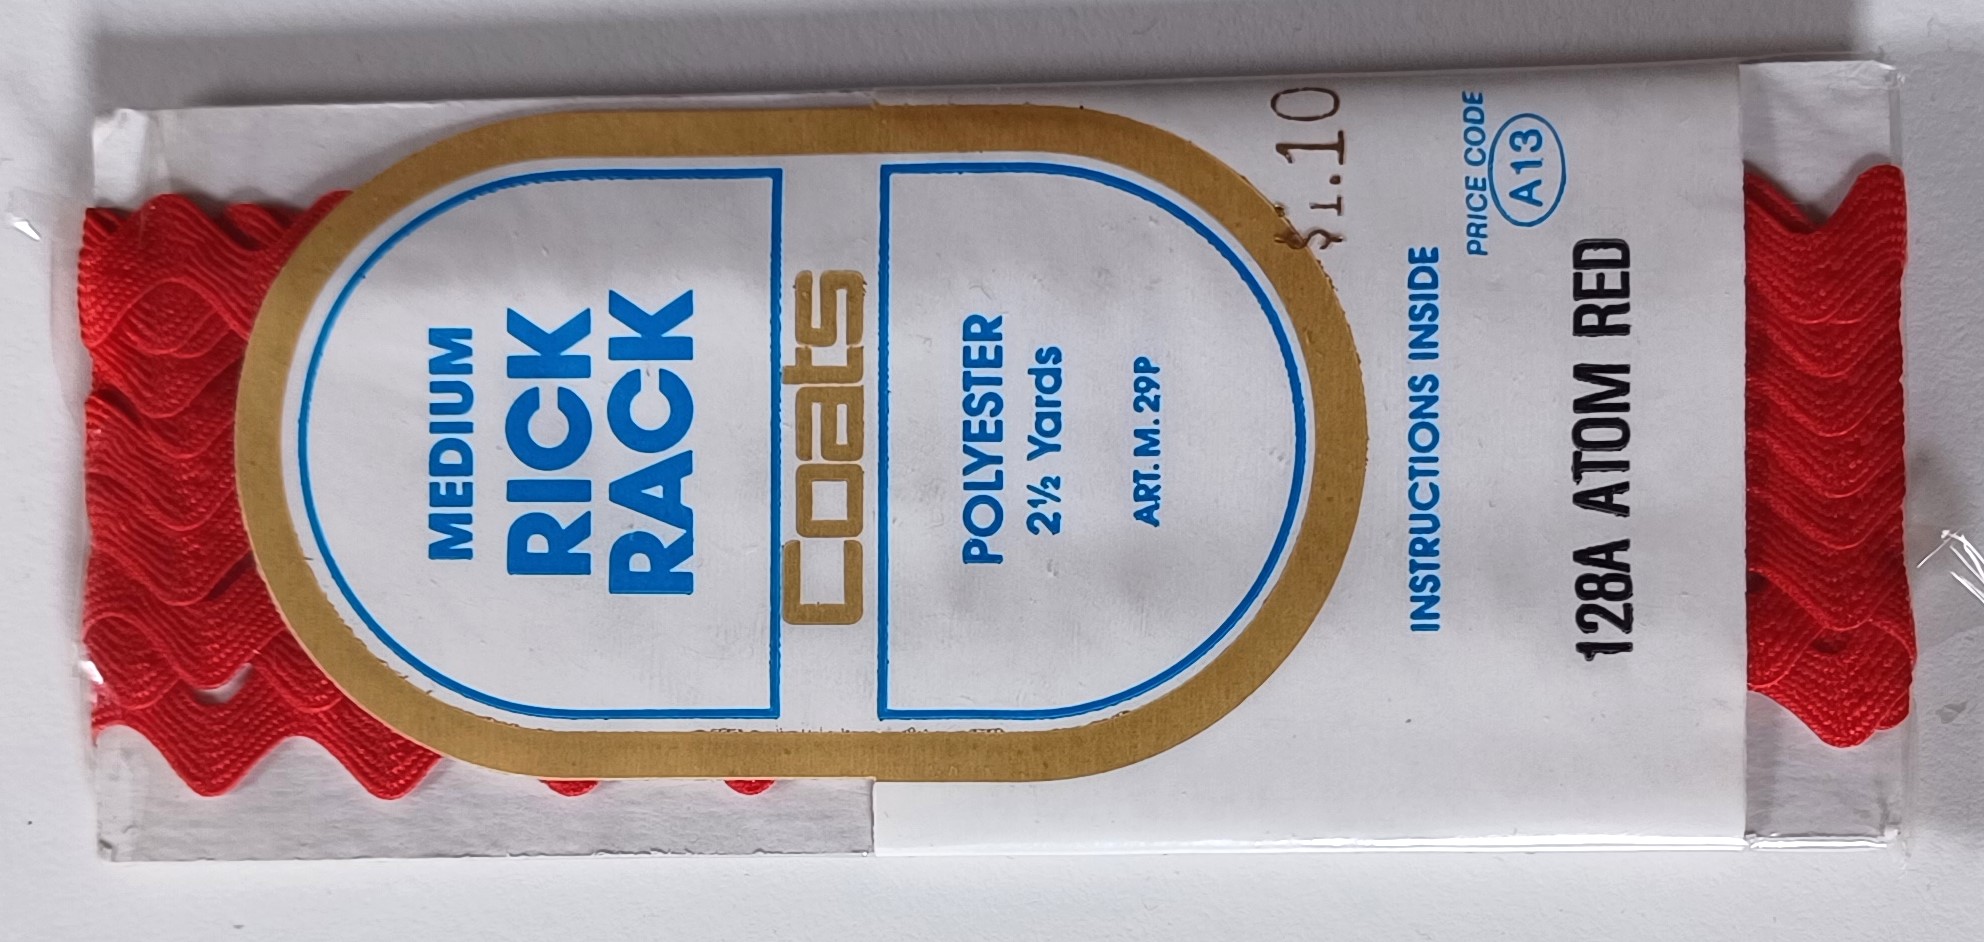 MEDIUM
RICK
RACK
coats
POLYESTER
2½ Yards
ART. M. 29P
$1.10
INSTRUCTIONS INSIDE
PRICE CODE
A13
128A ATOM RED